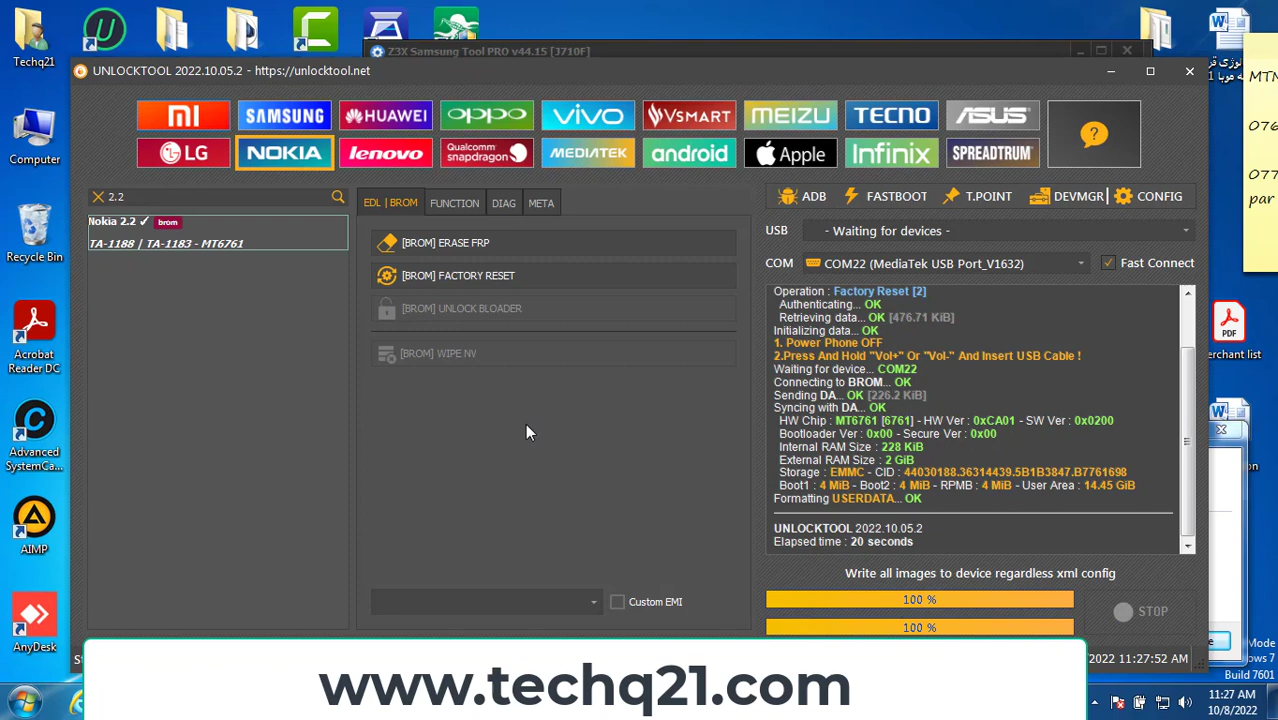 Techq21
Computer
Recycle Bin
Acrobat
Reader DC
Advanced
SystemCa...
AIMP
AnyDesk
Z3X Samsung Tool PRO v44.15 [J710F]
UNLOCKTOOL 2022.10.05.2 - https://unlocktool.net
MI
SAMSUNG
HUAWEI
oppo
vivo
VSMART
MEIZU
TECNO
ASUS
LG
NOKIA
lenovo
Qualcomm
snapdragon
MEDIATEK
android
Apple
Infinix
SPREADTRUM
?
2.2
Nokia 2.2 ✔ brom
TA-1188 | TA-1183 - MT6761
EDL | BROM
FUNCTION
DIAG
META
[BROM] ERASE FRP
[BROM] FACTORY RESET
[BROM] UNLOCK BLOADER
[BROM] WIPE NV
Custom EMI
ADB
FASTBOOT
T.POINT
DEVMGR
CONFIG
USB - Waiting for devices -
COM COM22 (MediaTek USB Port_V1632) Fast Connect
Operation : Factory Reset [2]
Authenticating... OK
Retrieving data... OK [476.71 KiB]
Initializing data... OK
1. Power Phone OFF
2.Press And Hold "Vol+" Or "Vol-" And Insert USB Cable !
Waiting for device... COM22
Connecting to BROM... OK
Sending DA... OK [226.2 KiB]
Syncing with DA... OK
HW Chip : MT6761 [6761] - HW Ver : 0xCA01 - SW Ver : 0x0200
Bootloader Ver : 0x00 - Secure Ver : 0x00
Internal RAM Size : 228 KiB
External RAM Size : 2 GiB
Storage : EMMC - CID : 44030188.36314439.5B1B3847.B7761698
Boot1 : 4 MiB - Boot2 : 4 MiB - RPMB : 4 MiB - User Area : 14.45 GiB
Formatting USERDATA... OK
UNLOCKTOOL 2022.10.05.2
Elapsed time : 20 seconds
Write all images to device regardless xml config
100 %
100 %
STOP
2022 11:27:52 AM
MTM
076
077
par
PDF
erchant list
Mode
Build 7601
11:27 AM
10/8/2022
www.techq21.com